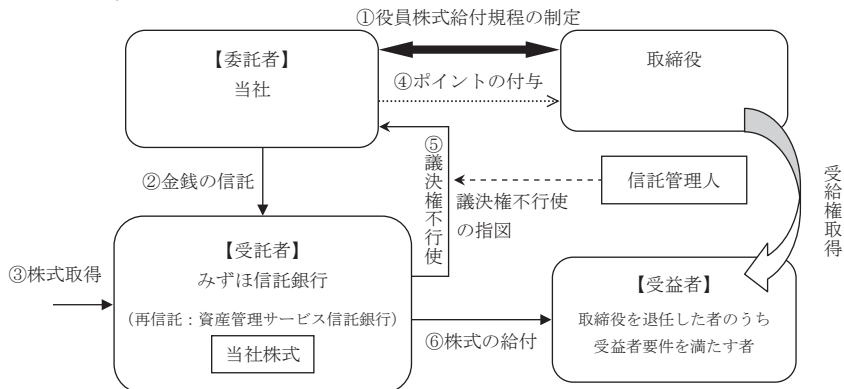 ①役員株式給付規程の制定
【委託者】
当社
取締役
④ポイントの付与
②金銭の信託
⑤議決権不行使
議決権不行使
の指図
信託管理人
受給権取得
③株式取得
【受託者】
みずほ信託銀行
(再信託：資産管理サービス信託銀行)
当社株式
⑥株式の給付
【受益者】
取締役を退任した者のうち
受益者要件を満たす者